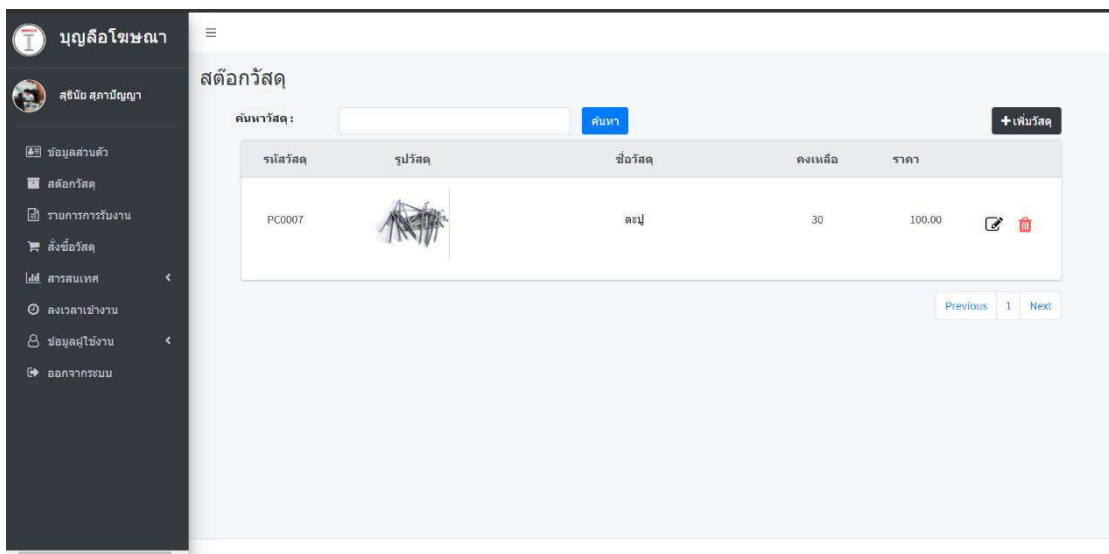 บุญลือโฆษณา
สุธินัย สุภาปัญญา
ข้อมูลส่วนตัว
สต๊อกวัสดุ
รายการการรับงาน
สั่งซื้อวัสดุ
สารสนเทศ
ลงเวลาเข้างาน
ข้อมูลผู้ใช้งาน
ออกจากระบบ
สต๊อกวัสดุ
ค้นหาวัสดุ :
ค้นหา
+เพิ่มวัสดุ
รหัสวัสดุ รูปวัสดุ ชื่อวัสดุ คงเหลือ ราคา
PC0007 ตะปู 30 100.00
Previous 1 Next